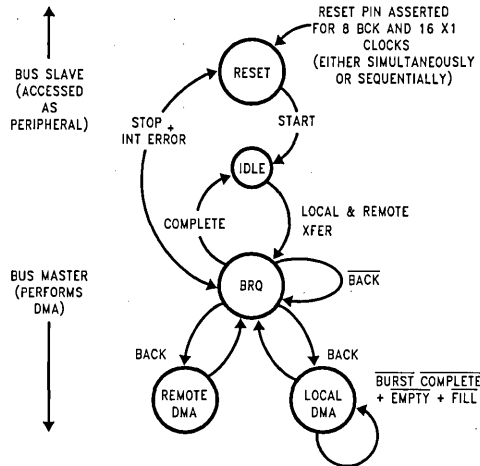 RESET PIN ASSERTED
FOR 8 BCK AND 16 X1
CLOCKS
(EITHER SIMULTANEOUSLY
OR SEQUENTIALLY)
RESET
BUS SLAVE
(ACCESSED
AS
PERIPHERAL)
STOP +
INT ERROR
START
IDLE
COMPLETE
LOCAL & REMOTE
XFER
BUS MASTER
(PERFORMS
DMA)
BRQ
BACK
BACK
BACK
REMOTE
DMA
LOCAL
DMA
BURST COMPLETE
+ EMPTY + FILL